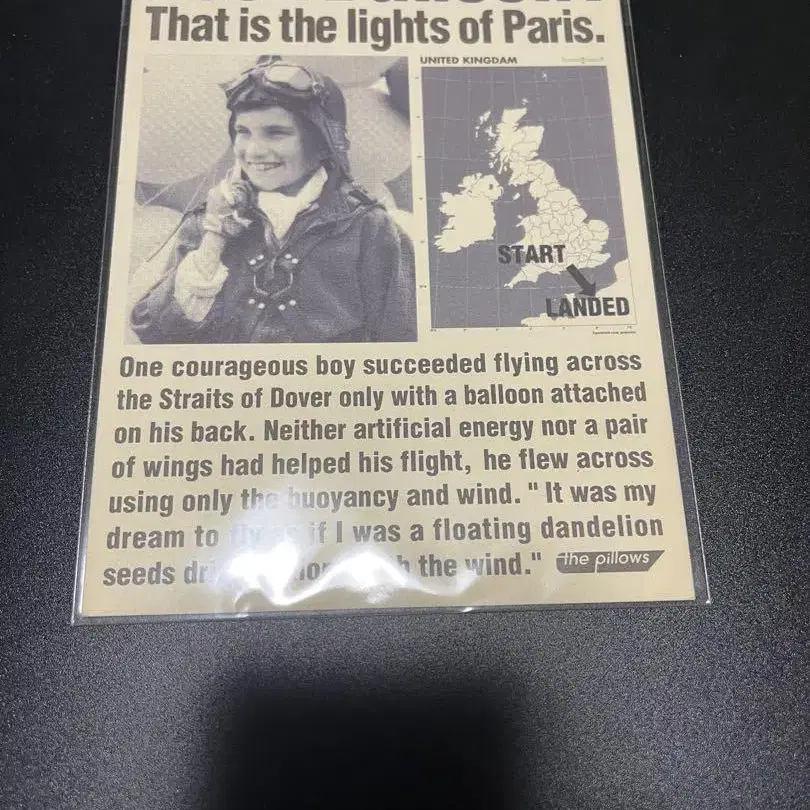 That is the lights of Paris.
UNITED KINGDAM
START
LANDED
One courageous boy succeeded flying across
the Straits of Dover only with a balloon attached
on his back. Neither artificial energy nor a pair
of wings had helped his flight, he flew across
using only the buoyancy and wind. " It was my
dream to fly as if I was a floating dandelion
seeds the wind."
the pillows